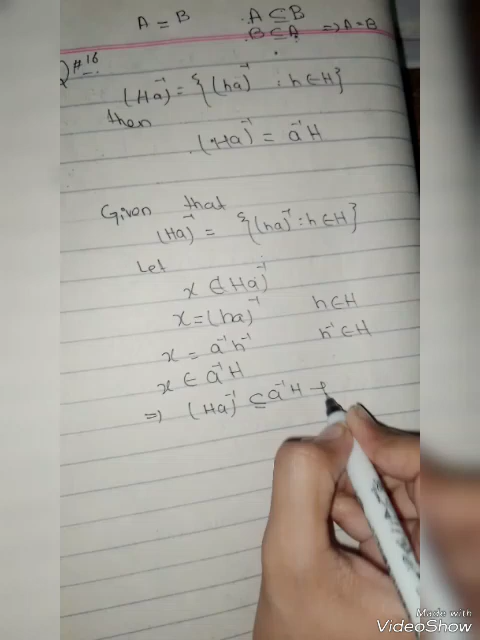 A = B
A ⊆ B
B ⊆ A ⇒ A=B
Q#16
(Ha)⁻¹ = {(ha)⁻¹ : h ∈ H}
then
(Ha)⁻¹ = a⁻¹H
Given that
(Ha)⁻¹ = {(ha)⁻¹ : h ∈ H}
Let
x ∈ (Ha)⁻¹
x = (ha)⁻¹ h ∈ H
x = a⁻¹h⁻¹ h⁻¹ ∈ H
x ∈ a⁻¹H
⇒ (Ha)⁻¹ ⊆ a⁻¹H
Made with
VideoShow